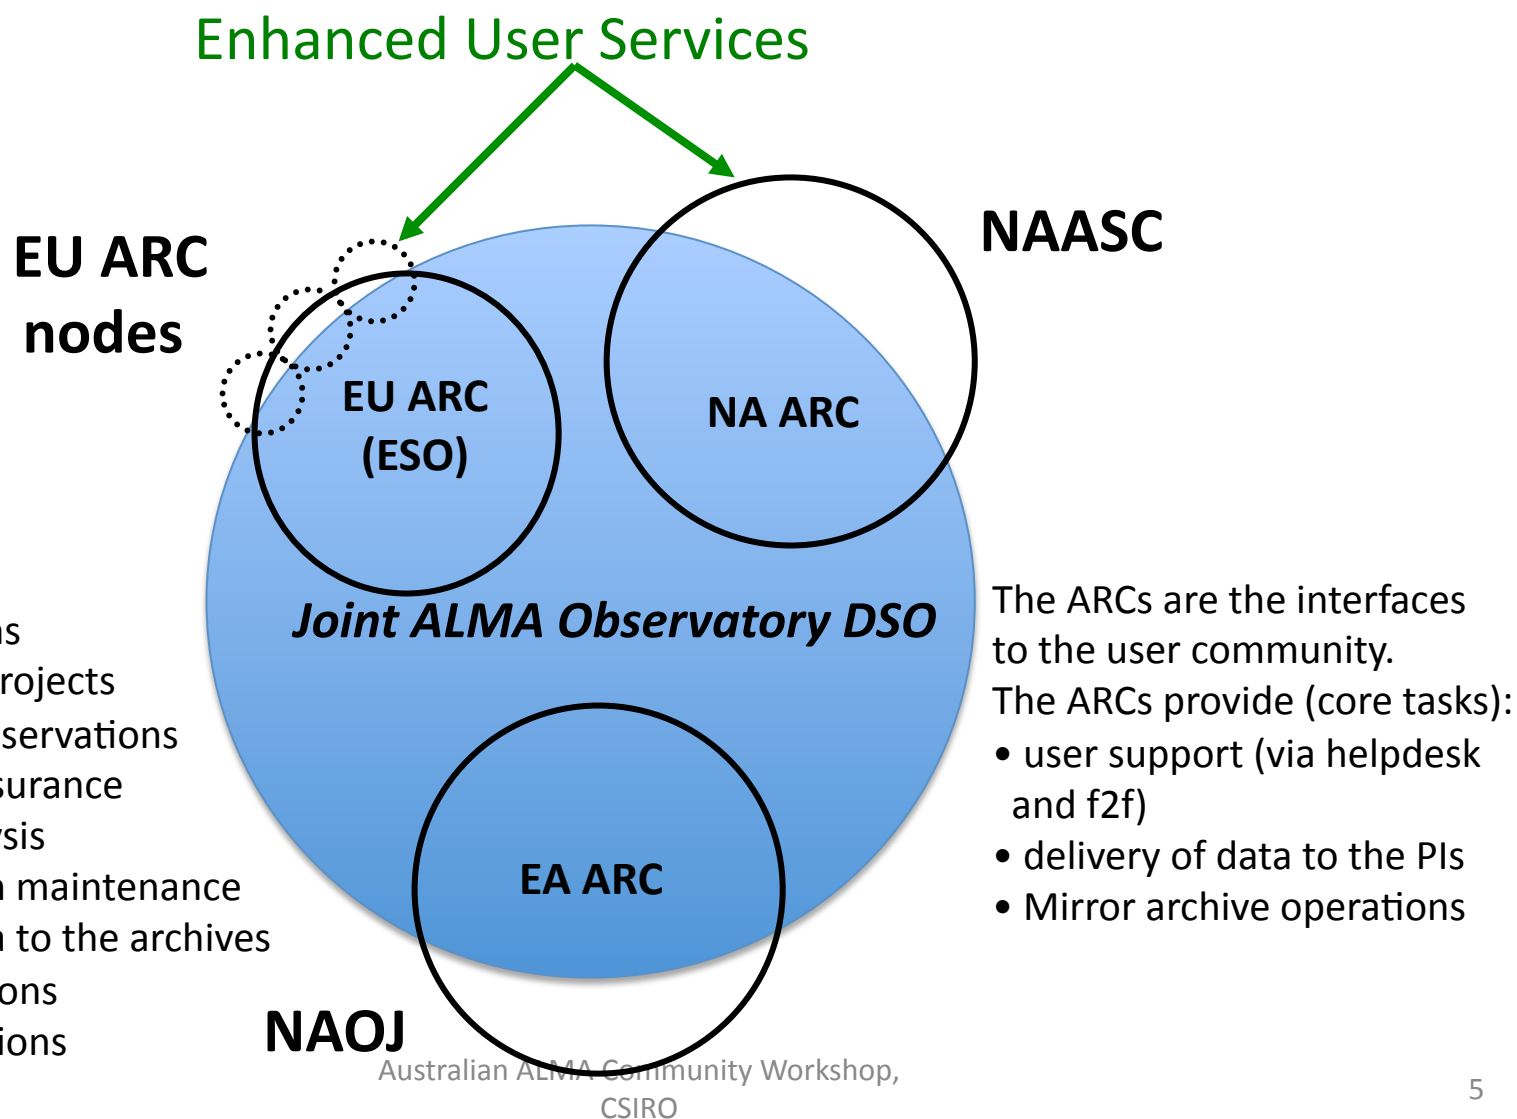 Enhanced User Services
NAASC
EU ARC
nodes
EU ARC
(ESO)
NA ARC
Joint ALMA Observatory DSO
EA ARC
NAOJ
rojects
servations
surance
ysis
maintenance
to the archives
ons
ions
The ARCs are the interfaces
to the user community.
The ARCs provide (core tasks):
• user support (via helpdesk
and f2f)
• delivery of data to the PIs
• Mirror archive operations
Australian ALMA Community Workshop,
CSIRO
5